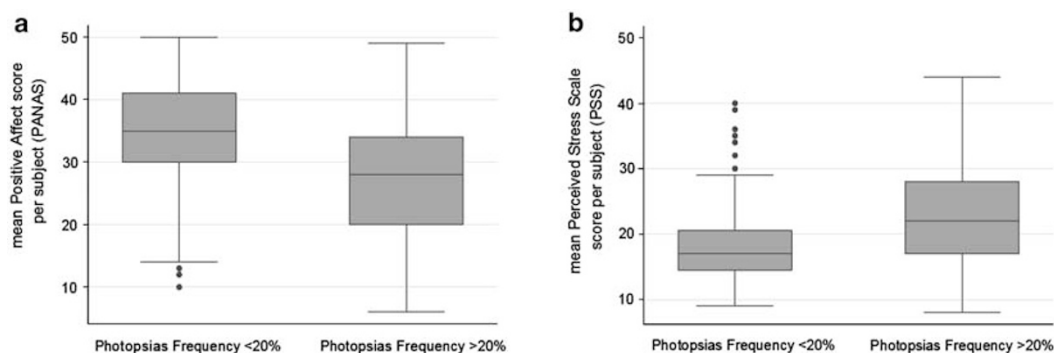 a
50
40
30
20
10
mean Positive Affect score
per subject (PANAS)
Photopsias Frequency <20%
Photopsias Frequency >20%
b
50
40
30
20
10
mean Perceived Stress Scale
score per subject (PSS)
Photopsias Frequency <20%
Photopsias Frequency >20%